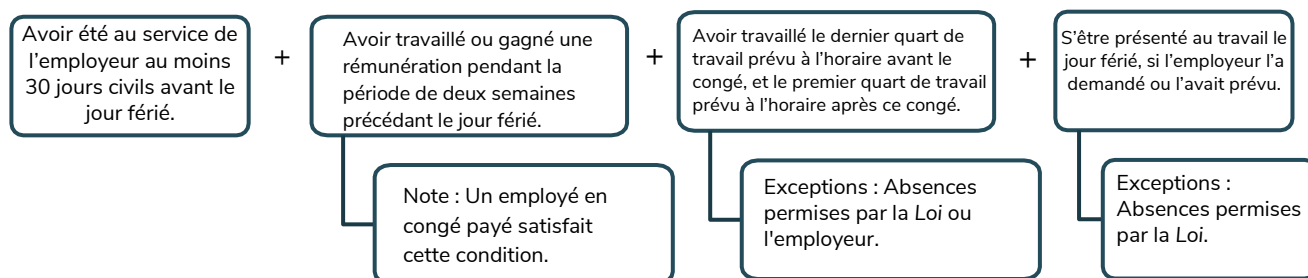 Avoir été au service de
l'employeur au moins
30 jours civils avant le
jour férié.
+
Avoir travaillé ou gagné une
rémunération pendant la
période de deux semaines
précédant le jour férié.
+
Avoir travaillé le dernier quart de
travail prévu à l'horaire avant le
congé, et le premier quart de travail
prévu à l'horaire après ce congé.
+
S'être présenté au travail le
jour férié, si l'employeur l'a
demandé ou l'avait prévu.
Note : Un employé en
congé payé satisfait
cette condition.
Exceptions : Absences
permises par la Loi ou
l'employeur.
Exceptions :
Absences permises
par la Loi.